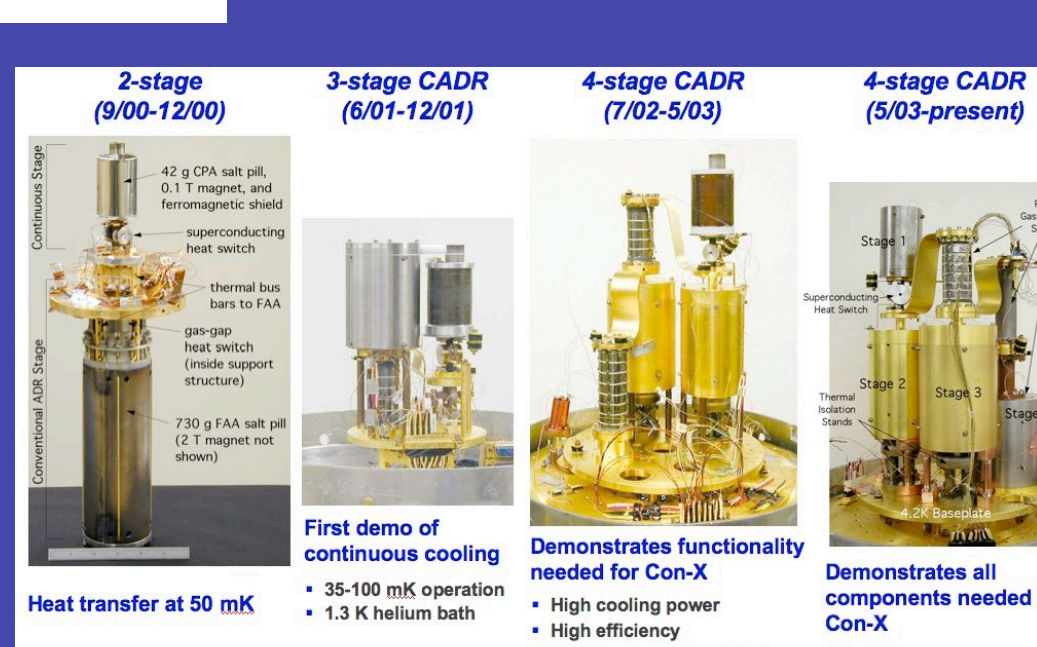 2-stage
(9/00-12/00)
Continuous Stage
Conventional ADR Stage
42 g CPA salt pill,
0.1 T magnet, and
ferromagnetic shield
superconducting
heat switch
thermal bus
bars to FAA
gas-gap
heat switch
(inside support
structure)
730 g FAA salt pill
(2 T magnet not
shown)
Heat transfer at 50 mK
3-stage CADR
(6/01-12/01)
First demo of
continuous cooling
▪ 35-100 mK operation
▪ 1.3 K helium bath
4-stage CADR
(7/02-5/03)
Demonstrates functionality
needed for Con-X
▪ High cooling power
▪ High efficiency
4-stage CADR
(5/03-present)
Stage 1
Superconducting
Heat Switch
Stage 2
Stage 3
Thermal
Isolation
Stands
Stage
4.2K Baseplate
Demonstrates all
components needed
Con-X